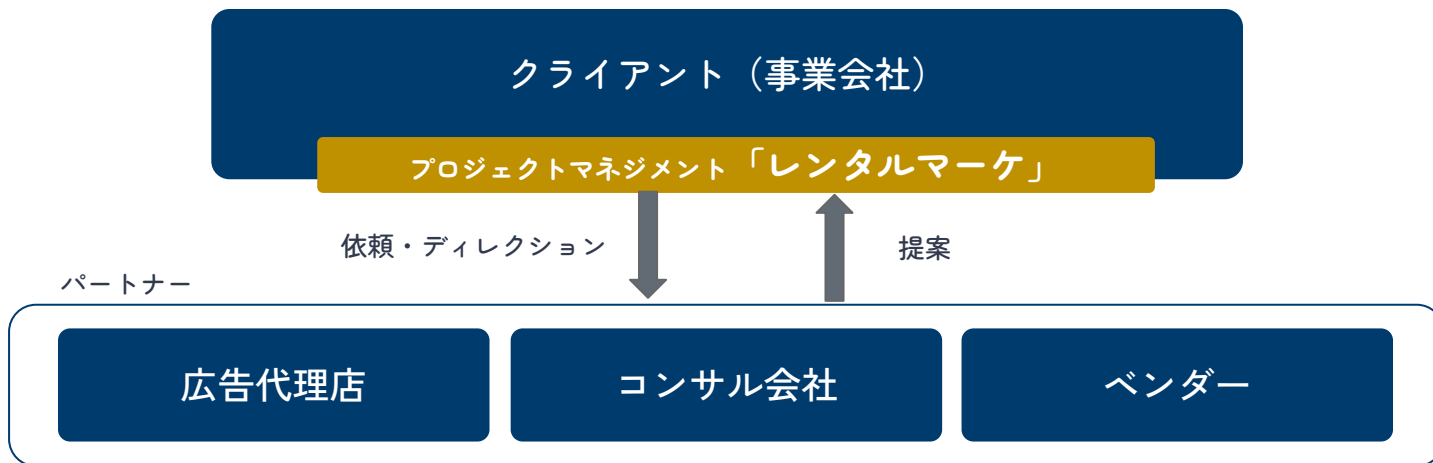 クライアント（事業会社）
プロジェクトマネジメント「レンタルマーケ」
依頼・ディレクション
提案
パートナー
広告代理店
コンサル会社
ベンダー